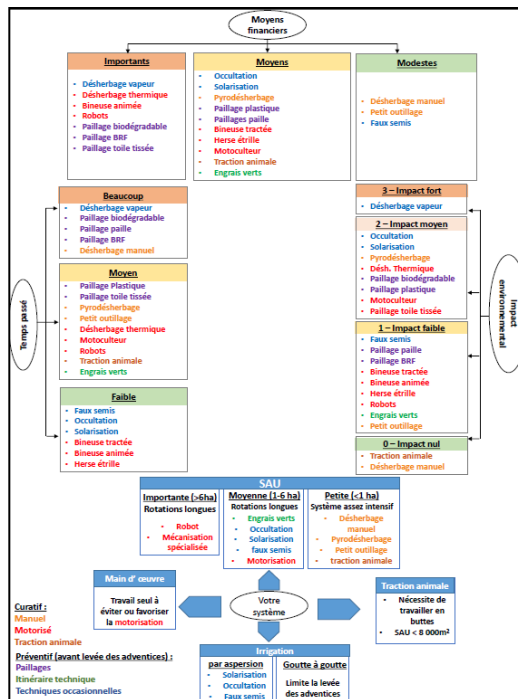 Moyens
financiers
Importants
Désherbage vapeur
Désherbage thermique
Bineuse animée
Robots
Paillage biodégradable
Paillage BRF
Paillage toile tissée
Moyens
Occultation
Solarisation
Pyrodésherbage
Paillage plastique
Paillages paille
Bineuse tractée
Herse étrille
Motoculteur
Traction animale
Engrais verts
Modestes
Désherbage manuel
Petit outillage
Faux semis
Temps passé
Beaucoup
Désherbage vapeur
Paillage biodégradable
Paillage paille
Paillage BRF
Désherbage manuel
Moyen
Paillage Plastique
Paillage toile tissée
Pyrodésherbage
Petit outillage
Désherbage thermique
Motoculteur
Robots
Traction animale
Engrais verts
Faible
Faux semis
Occultation
Solarisation
Bineuse tractée
Bineuse animée
Herse étrille
Impact
environnemental
3 – Impact fort
Désherbage vapeur
2 – Impact moyen
Occultation
Solarisation
Pyrodésherbage
Désh. Thermique
Paillage biodégradable
Paillage plastique
Motoculteur
Paillage toile tissée
1 – Impact faible
Faux semis
Paillage paille
Paillage BRF
Bineuse tractée
Bineuse animée
Herse étrille
Robots
Engrais verts
Petit outillage
0 – Impact nul
Traction animale
Désherbage manuel
SAU
Importante (>6ha)
Rotations longues
Robot
Mécanisation
spécialisée
Moyenne (1-6 ha)
Rotations longues
Engrais verts
Occultation
Solarisation
faux semis
Motorisation
Petite (<1 ha)
Système assez intensif
Désherbage
manuel
Pyrodésherbage
Petit outillage
traction animale
Main d' œuvre
Travail seul à
éviter ou favoriser
la motorisation
Votre
système
Traction animale
Nécessite de
travailler en
buttes
SAU < 8 000m²
Irrigation
par aspersion
Solarisation
Occultation
Faux semis
Goutte à goutte
Limite la levée
des adventices
Curatif :
Manuel
Motorisé
Traction animale
Préventif (avant levée des adventices) :
Paillages
Itinéraire technique
Techniques occasionnelles